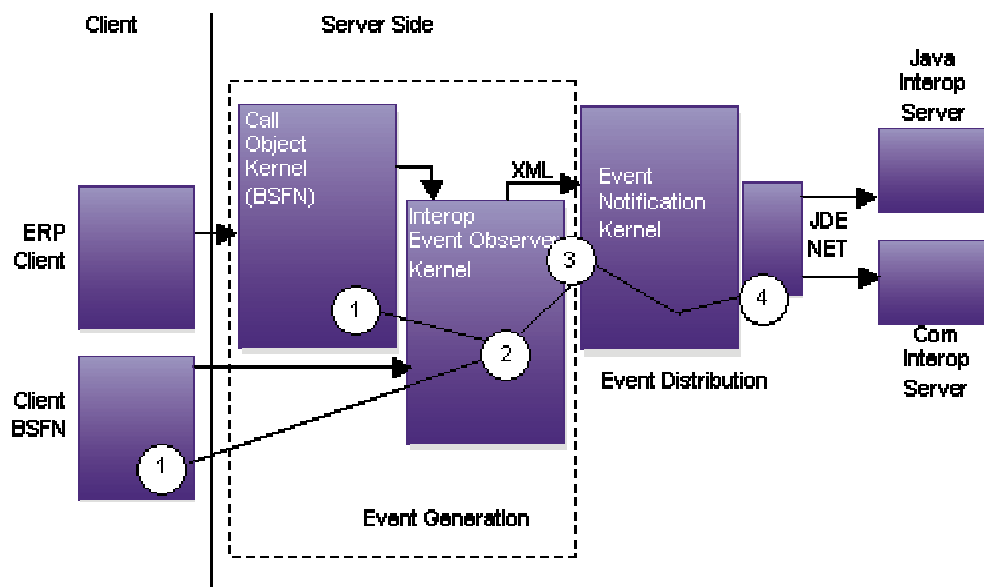 Client
Server Side
Java
Interop
Server
Call
Object
Kernel
(BSFN)
XML
Event
Notification
Kernel
Interop
Event Observer
Kernel
ERP
Client
JDE
NET
3
4
1
2
Com
Interop
Server
Event Distribution
Client
BSFN
1
Event Generation